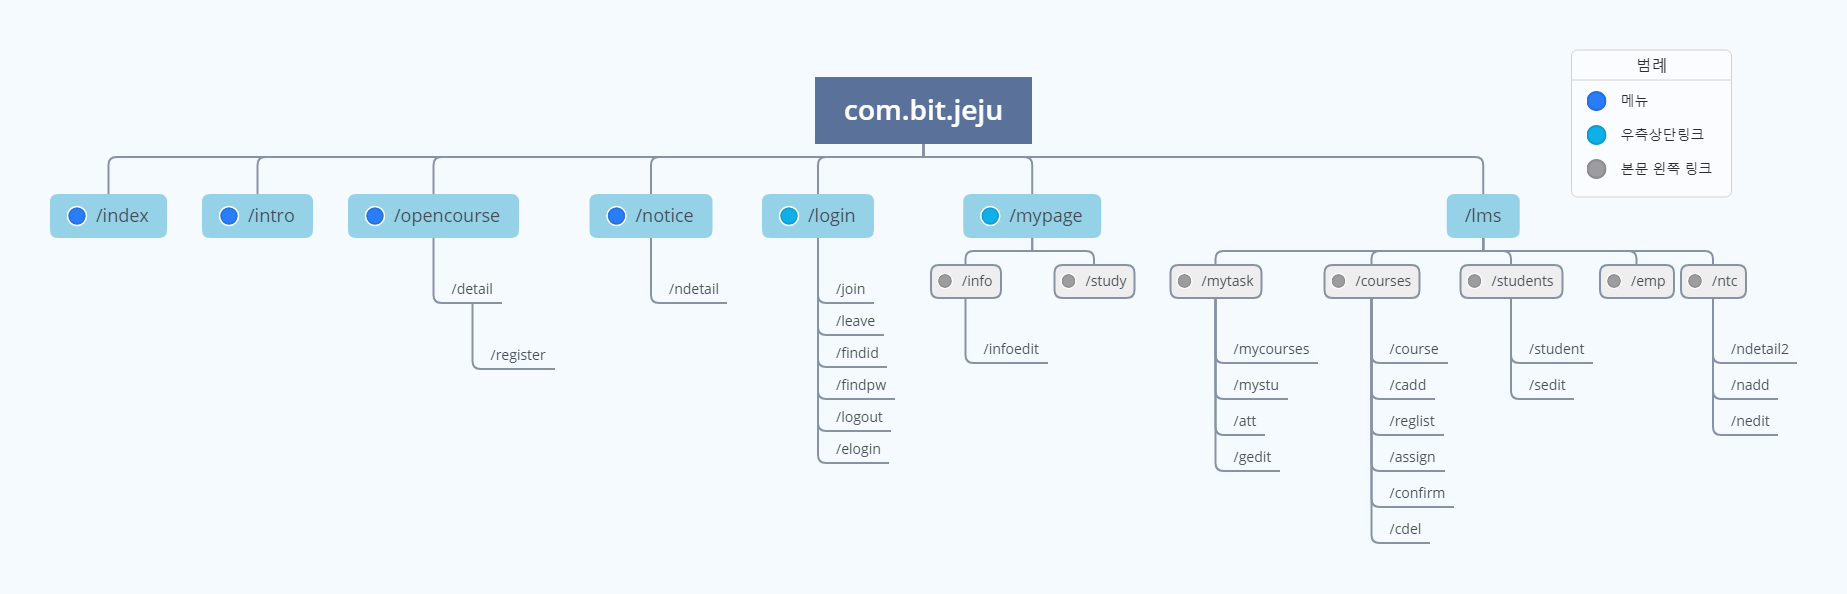 com.bit.jeju
범례
메뉴
우측상단링크
본문 왼쪽 링크
/index
/intro
/opencourse
/notice
/login
/mypage
/lms
/detail
/register
/ndetail
/join
/leave
/findid
/findpw
/logout
/elogin
/info
/study
/infoedit
/mytask
/courses
/students
/emp
/ntc
/mycourses
/mystu
/att
/gedit
/course
/cadd
/reglist
/assign
/confirm
/cdel
/student
/sedit
/ndetail2
/nadd
/nedit